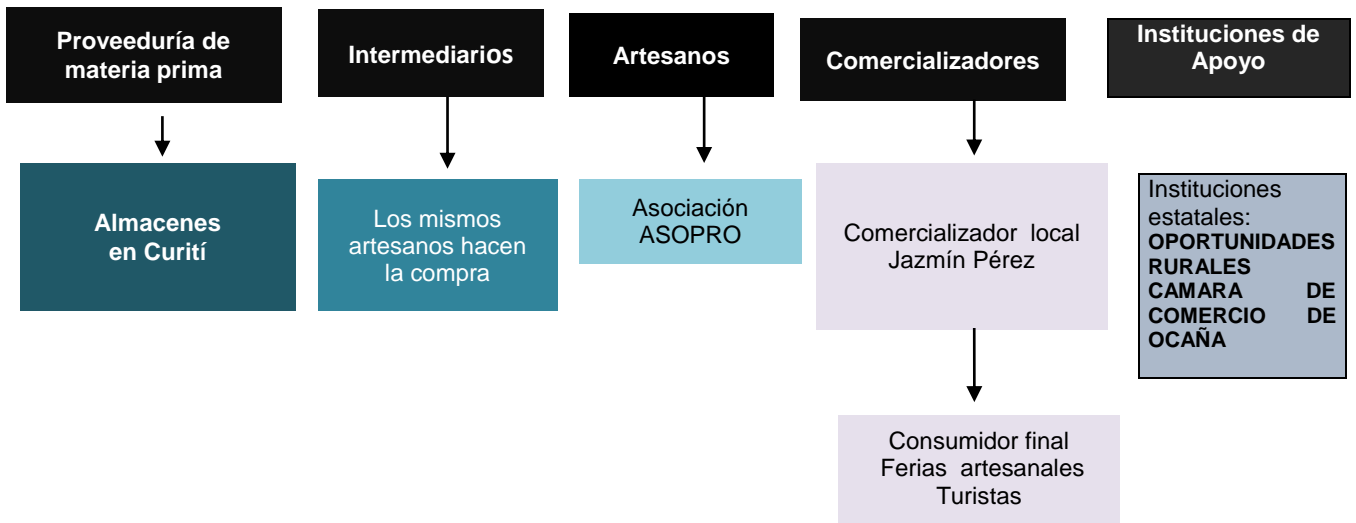 Proveeduría de
materia prima
Intermediarios
Artesanos
Comercializadores
Instituciones de
Apoyo
Almacenes
en Curití
Los mismos
artesanos hacen
la compra
Asociación
ASOPRO
Comercializador local
Jazmín Pérez
Instituciones
estatales:
OPORTUNIDADES
RURALES
CAMARA DE
COMERCIO DE
OCAÑA
Consumidor final
Ferias artesanales
Turistas